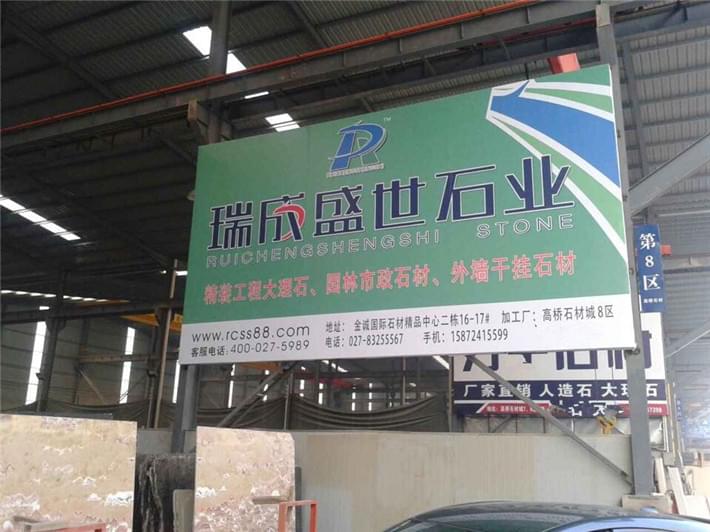 TM
瑞成盛世石业
RUICHENGSHENGSHI STONE
精装工程大理石、园林市政石材、外墙干挂石材
www.rcss88.com
客服电话:400-027-5989
地址: 金诚国际石材精品中心二栋16-17# 加工厂:高桥石材城8区
电话:027-83255567 手机:15872415599
第8区
厂家直销 人造石 大理石